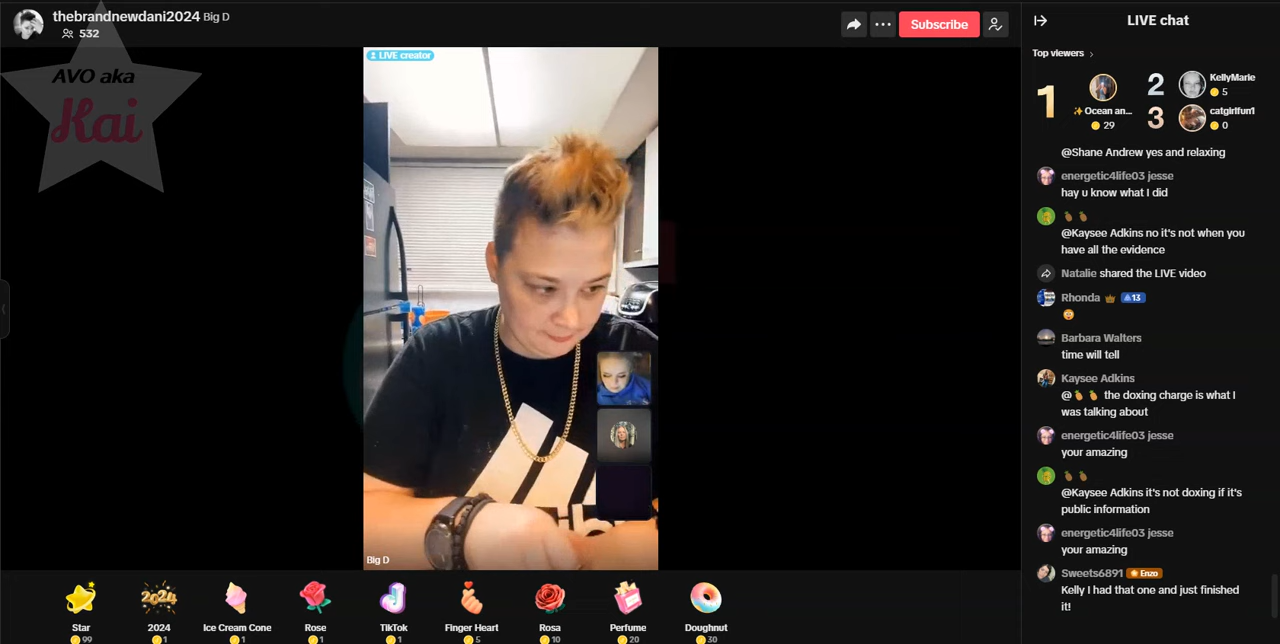 thebrandnewdani2024 Big D
532
Subscribe
AVO aka
Kai
LIVE creator
Big D
Star
99
2024
2024
1
Ice Cream Cone
1
Rose
1
TikTok
1
Finger Heart
5
Rosa
10
Perfume
20
Doughnut
30
LIVE chat
Top viewers
1
Ocean an...
29
2
KellyMarie
5
3
catgirlfun1
0
@Shane Andrew yes and relaxing
energetic4life03 jesse
hay u know what I did
@Kaysee Adkins no it's not when you
have all the evidence
Natalie shared the LIVE video
Rhonda 13
Barbara Walters
time will tell
Kaysee Adkins
@🍍🍍 the doxing charge is what I
was talking about
energetic4life03 jesse
your amazing
🍍🍍
@Kaysee Adkins it's not doxing if it's
public information
energetic4life03 jesse
your amazing
Sweets6891 Enzo
Kelly I had that one and just finished
it!